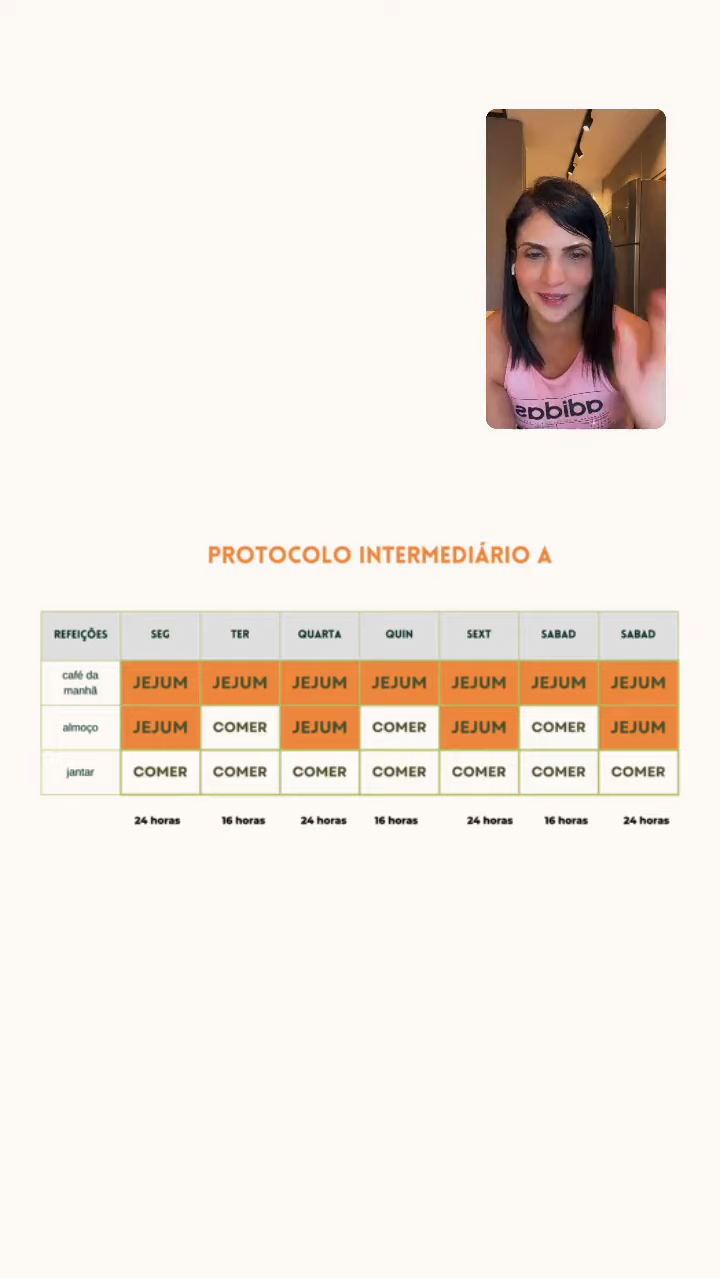 adidas
PROTOCOLO INTERMEDIÁRIO A
REFEIÇÕES SEG TER QUARTA QUIN SEXT SABAD SABAD
café da
manhã
JEJUM JEJUM JEJUM JEJUM JEJUM JEJUM JEJUM
almoço JEJUM COMER JEJUM COMER JEJUM COMER JEJUM
jantar COMER COMER COMER COMER COMER COMER COMER
24 horas 16 horas 24 horas 16 horas 24 horas 16 horas 24 horas